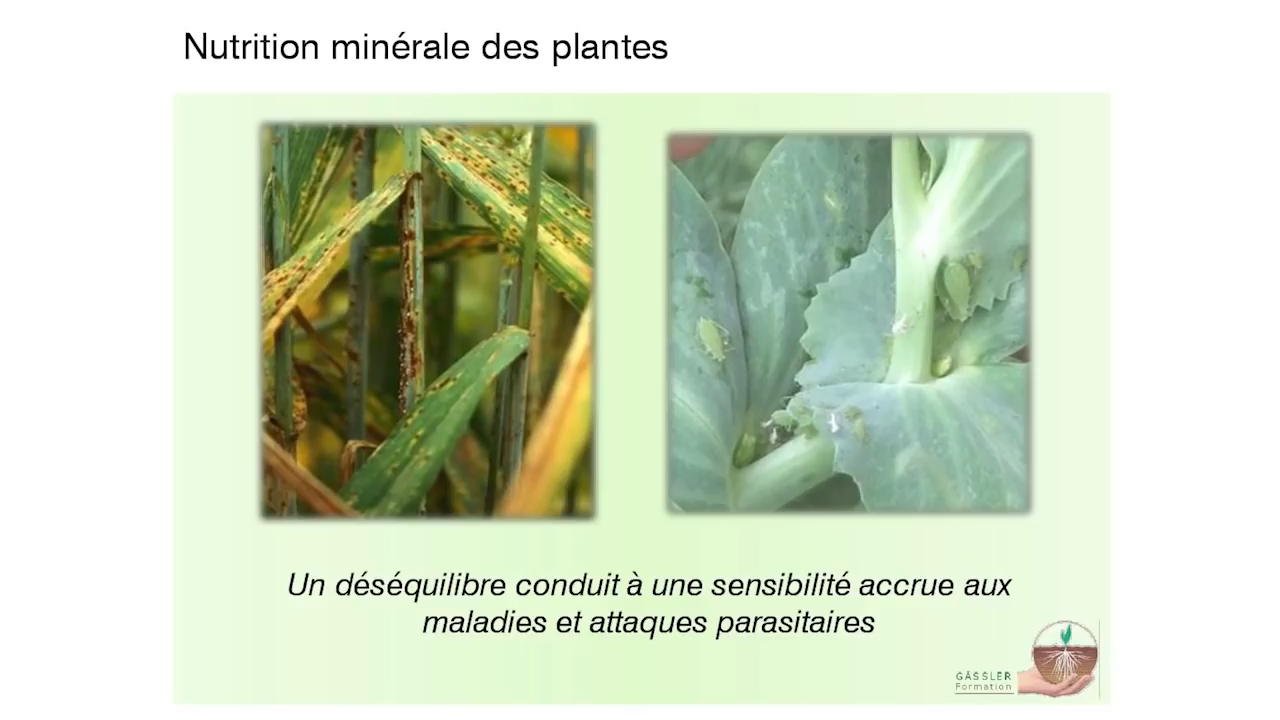 Nutrition minérale des plantes
Un déséquilibre conduit à une sensibilité accrue aux
maladies et attaques parasitaires
GÄSSLER
Formation